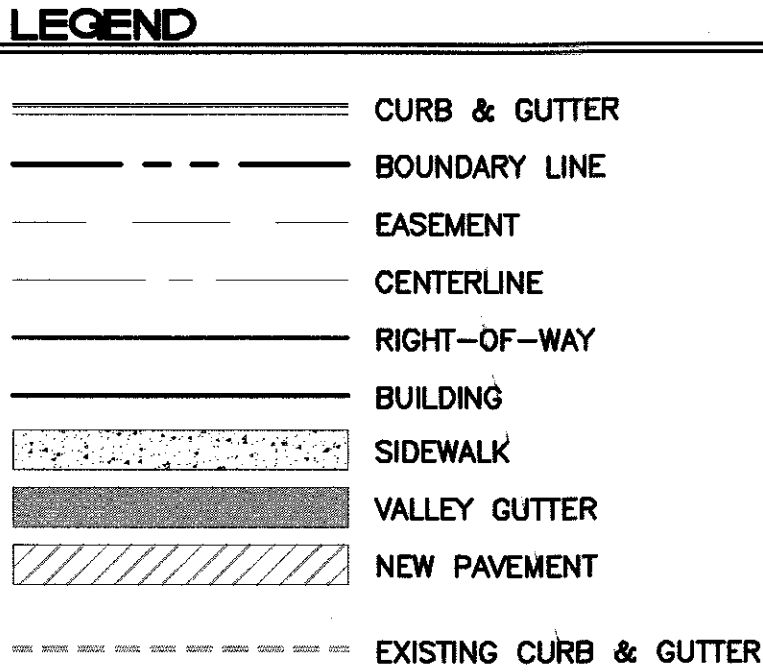 LEGEND
CURB & GUTTER
BOUNDARY LINE
EASEMENT
CENTERLINE
RIGHT-OF-WAY
BUILDING
SIDEWALK
VALLEY GUTTER
NEW PAVEMENT
EXISTING CURB & GUTTER